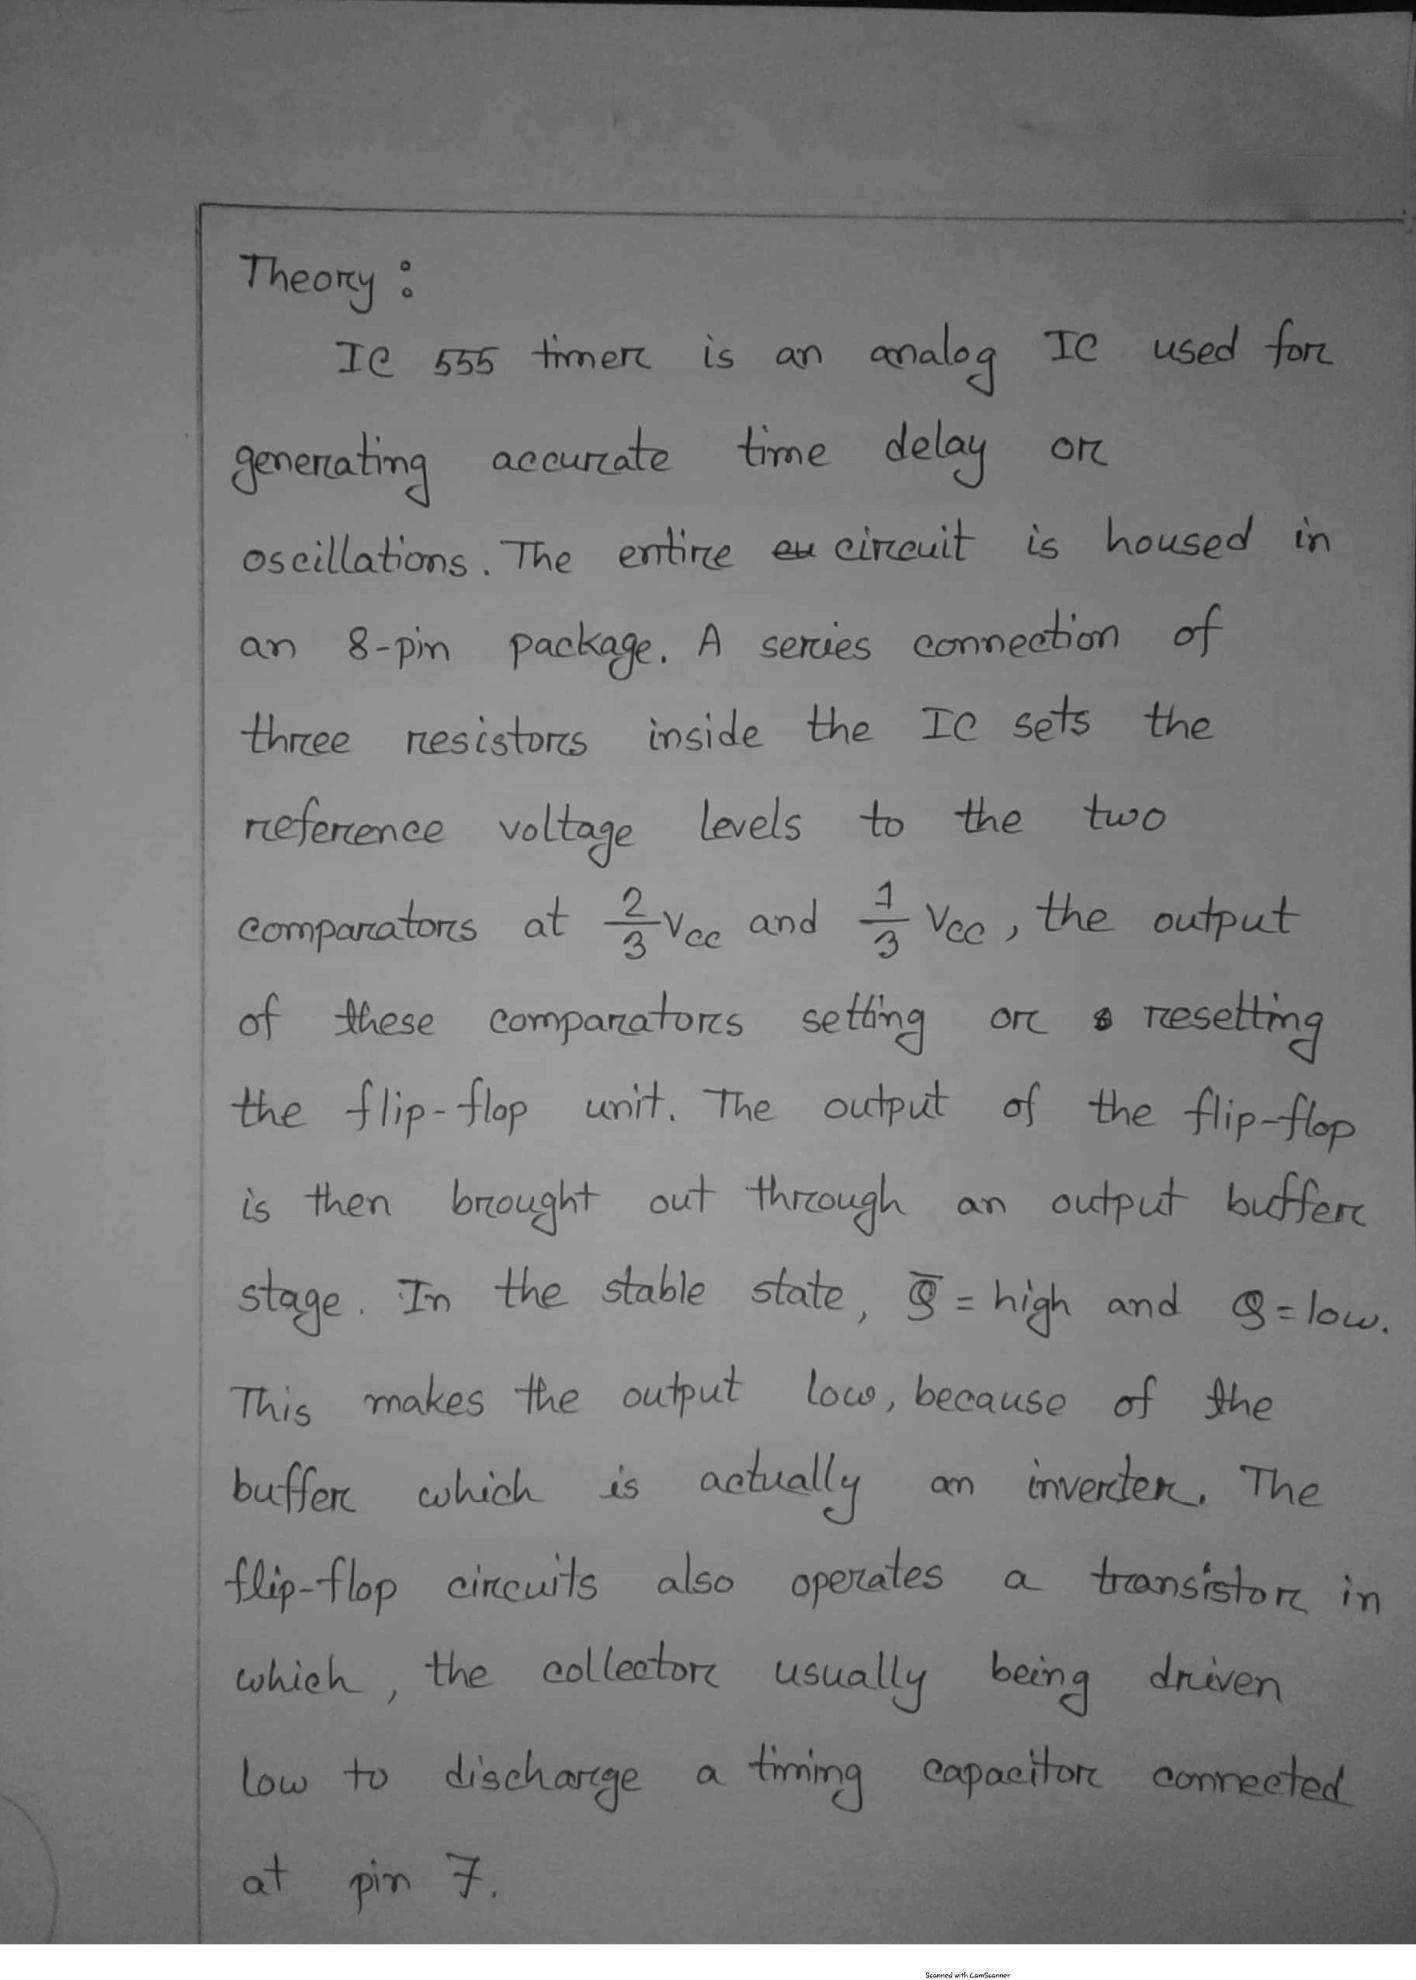 Theory :
IC 555 timer is an analog IC used for
generating accurate time delay or
oscillations. The entire circuit is housed in
an 8-pin package. A series connection of
three resistors inside the IC sets the
reference voltage levels to the two
comparators at 2/3 Vcc and 1/3 Vcc, the output
of these comparators setting or resetting
the flip-flop unit. The output of the flip-flop
is then brought out through an output buffer
stage. In the stable state, Q̅ = high and Q = low.
This makes the output low, because of the
buffer which is actually an inverter. The
flip-flop circuits also operates a transistor in
which, the collector usually being driven
low to discharge a timing capacitor connected
at pin 7.
Scanned with CamScanner